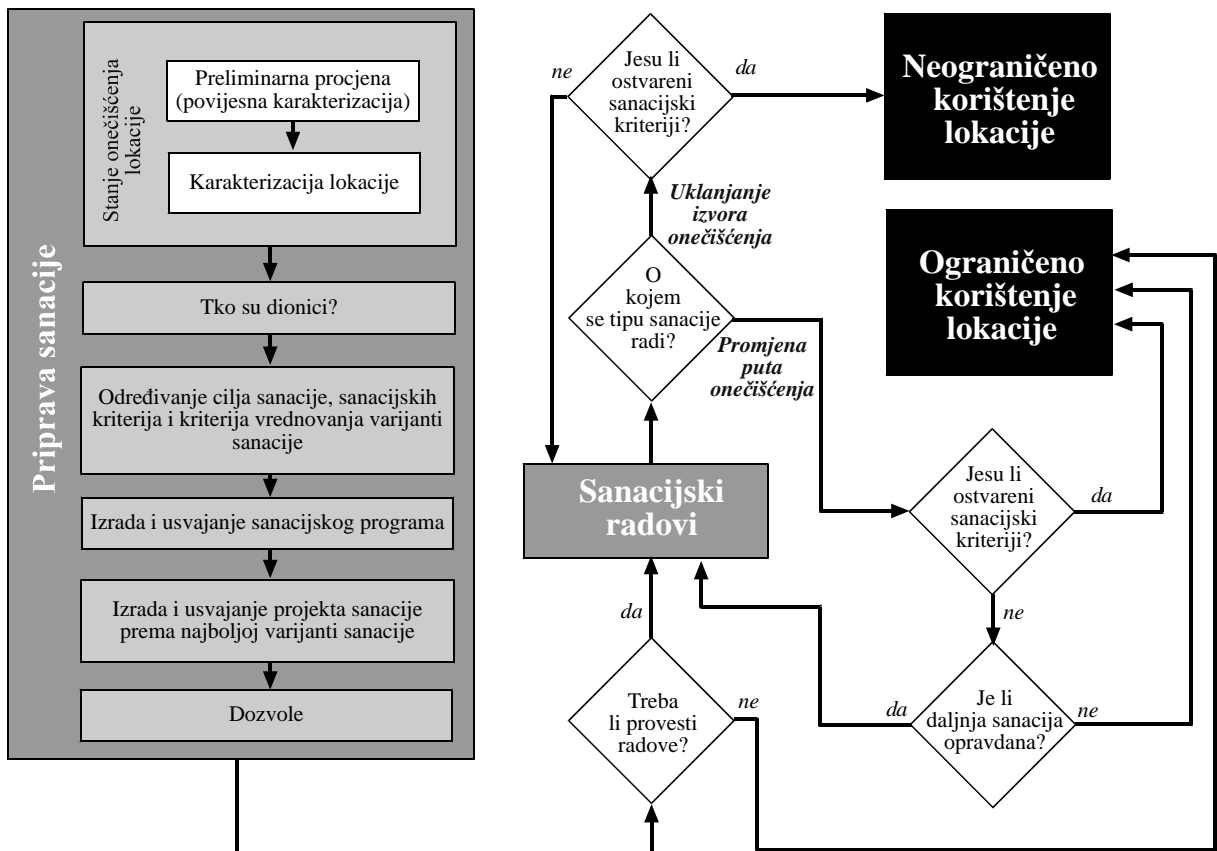 Priprava sanacije
Stanje onečišćenja
lokacije
Preliminarna procjena
(povijesna karakterizacija)
Karakterizacija lokacije
Tko su dionici?
Određivanje cilja sanacije, sanacijskih
kriterija i kriterija vrednovanja varijanti
sanacije
Izrada i usvajanje sanacijskog programa
Izrada i usvajanje projekta sanacije
prema najboljoj varijanti sanacije
Dozvole
ne
Jesu li
ostvareni
sanacijski
kriteriji?
da
Neograničeno
korištenje
lokacije
Uklanjanje
izvora
onečišćenja
O
kojem
se tipu sanacije
radi?
Promjena
puta
onečišćenja
Ograničeno
korištenje
lokacije
Sanacijski
radovi
Jesu li
ostvareni
sanacijski
kriteriji?
da
ne
da
Treba
li provesti
radove?
ne
da
Je li
daljnja sanacija
opravdana?
ne